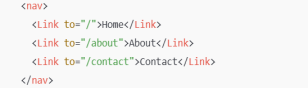 <nav>
<Link to="/">Home</Link>
<Link to="/about">About</Link>
<Link to="/contact">Contact</Link>
</nav>